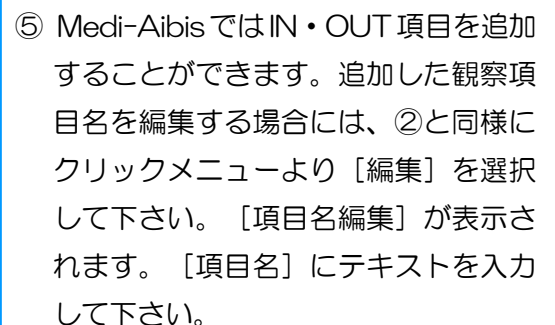 ⑤ Medi-AibisではIN・OUT項目を追加
することができます。追加した観察項
目名を編集する場合には、②と同様に
クリックメニューより［編集］を選択
して下さい。［項目名編集］が表示さ
れます。［項目名］にテキストを入力
して下さい。